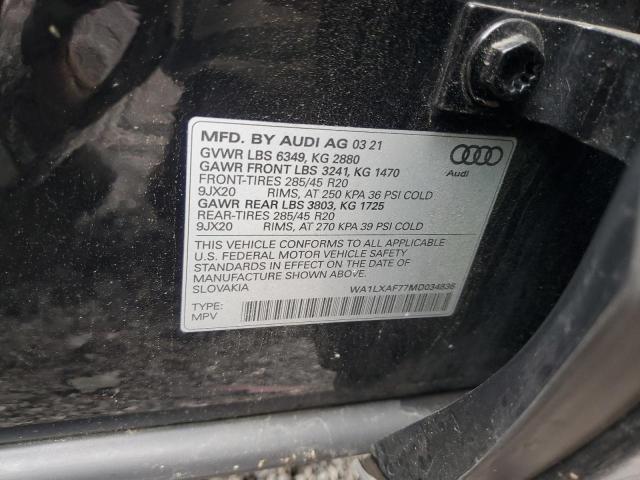 MFD. BY AUDI AG 03 21
GVWR LBS 6349, KG 2880
GAWR FRONT LBS 3241, KG 1470
FRONT-TIRES 285/45 R20
9JX20 RIMS, AT 250 KPA 36 PSI COLD
GAWR REAR LBS 3803, KG 1725
REAR-TIRES 285/45 R20
9JX20 RIMS, AT 270 KPA 39 PSI COLD
Audi
THIS VEHICLE CONFORMS TO ALL APPLICABLE
U.S. FEDERAL MOTOR VEHICLE SAFETY
STANDARDS IN EFFECT ON THE DATE OF
MANUFACTURE SHOWN ABOVE.
SLOVAKIA
WA1LXAF77MD034836
TYPE:
MPV